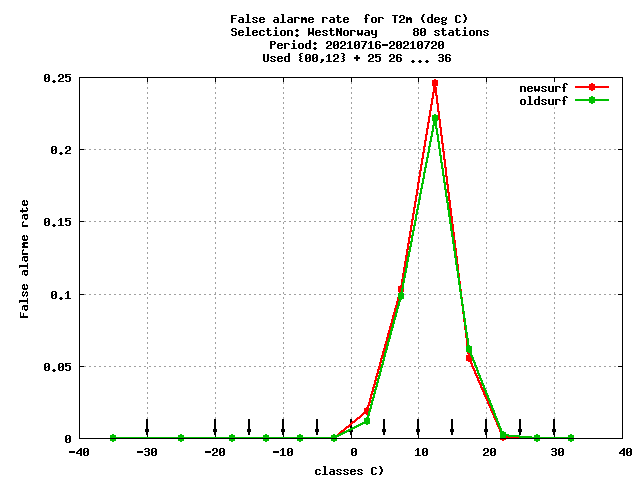 False alarme rate  for T2m (deg C)
Selection: WestNorway     80 stations
Period: 20210716-20210720
Used {00,12} + 25 26 ... 36
0.25
0.2
0.15
0.1
0.05
0
False alarme rate
newsurf
oldsurf
-40 -30 -20 -10 0 10 20 30 40
classes C)